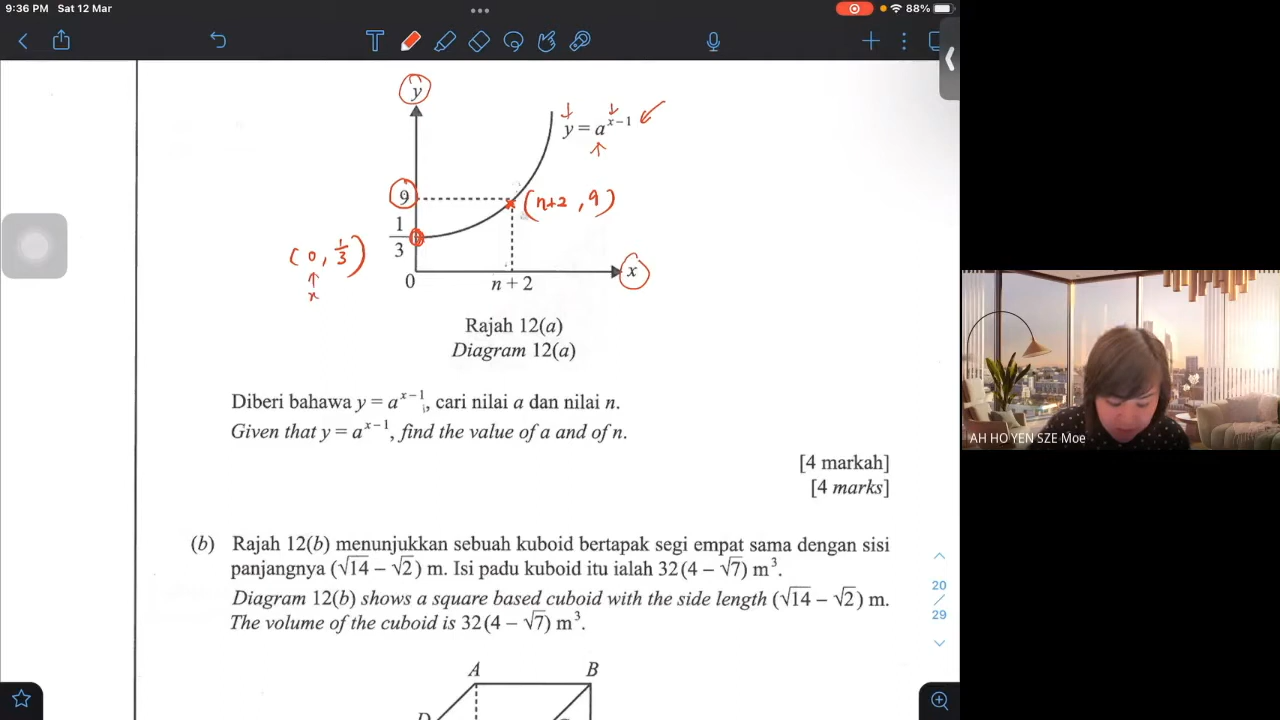 9:36 PM Sat 12 Mar
88%
T
y
y = a^{x-1}
9
(n+2, 9)
1
3
(0, 1/3)
x
0
n + 2
x
Rajah 12(a)
Diagram 12(a)
Diberi bahawa y = a^{x-1}, cari nilai a dan nilai n.
Given that y = a^{x-1}, find the value of a and of n.
[4 markah]
[4 marks]
(b) Rajah 12(b) menunjukkan sebuah kuboid bertapak segi empat sama dengan sisi
panjangnya (√14 − √2) m. Isi padu kuboid itu ialah 32(4 − √7) m³.
Diagram 12(b) shows a square based cuboid with the side length (√14 − √2) m.
The volume of the cuboid is 32(4 − √7) m³.
20
/
29
A
B
AH HO YEN SZE Moe